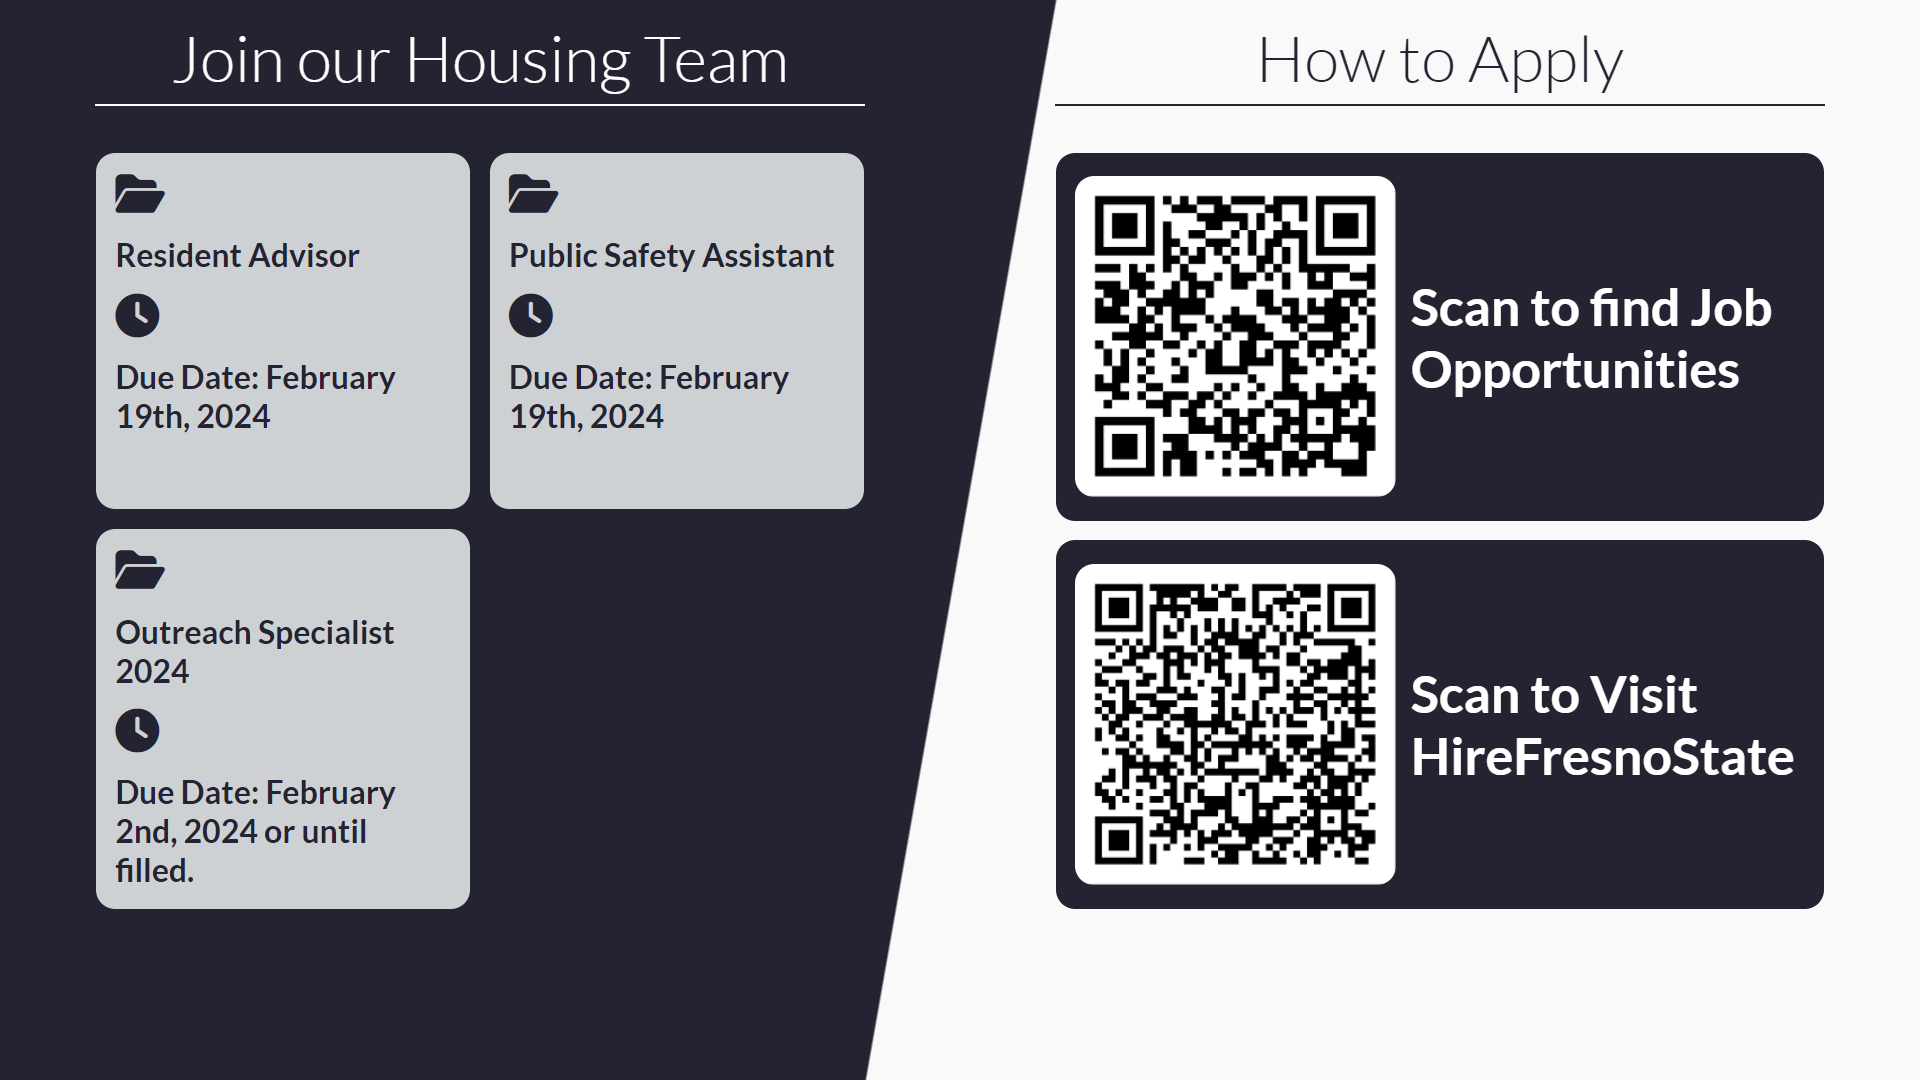 Join our Housing Team
Resident Advisor
Due Date: February
19th, 2024
Public Safety Assistant
Due Date: February
19th, 2024
Outreach Specialist
2024
Due Date: February
2nd, 2024 or until
filled.
How to Apply
Scan to find Job
Opportunities
Scan to Visit
HireFresnoState